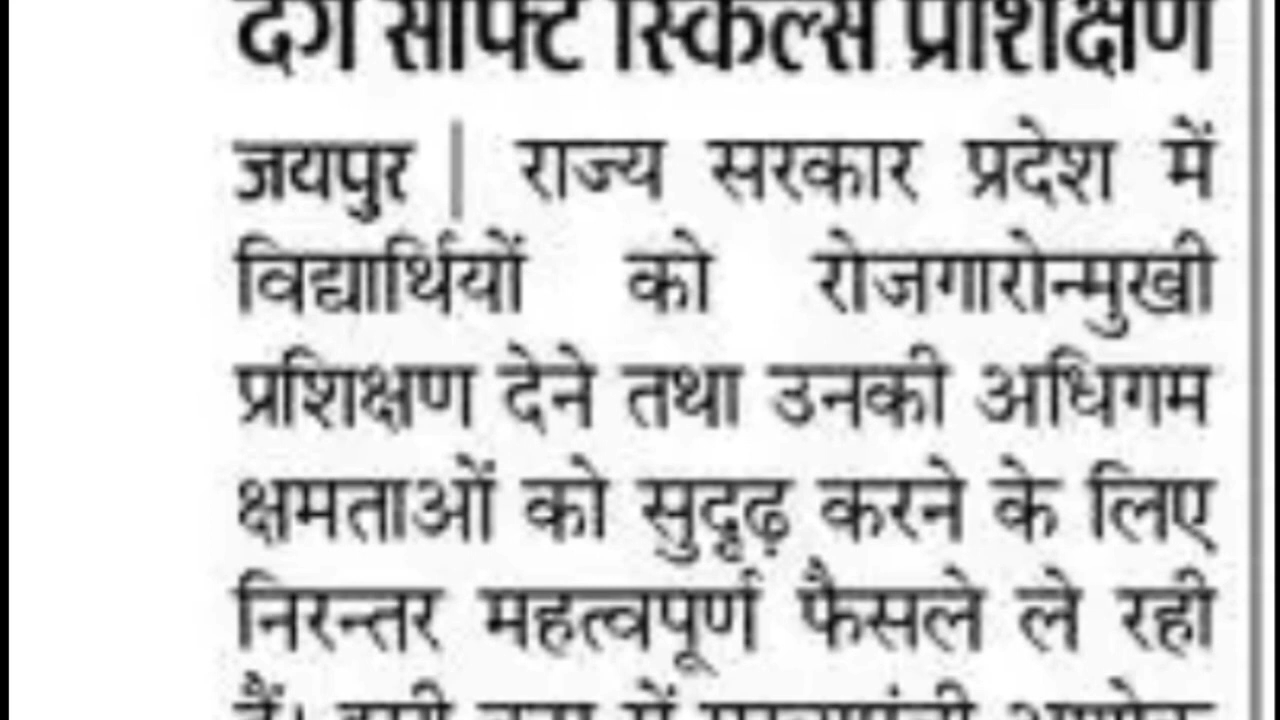 देंगे सॉफ्ट स्किल्स प्रशिक्षण
जयपुर | राज्य सरकार प्रदेश में
विद्यार्थियों को रोजगारोन्मुखी
प्रशिक्षण देने तथा उनकी अधिगम
क्षमताओं को सुदृढ़ करने के लिए
निरन्तर महत्वपूर्ण फैसले ले रही